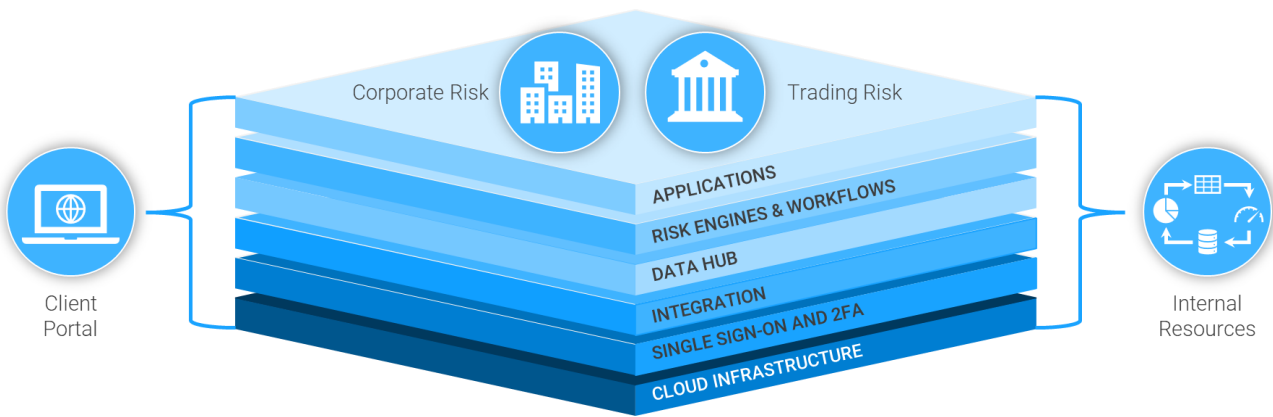 Corporate Risk
Trading Risk
APPLICATIONS
RISK ENGINES & WORKFLOWS
DATA HUB
INTEGRATION
SINGLE SIGN-ON AND 2FA
CLOUD INFRASTRUCTURE
Client
Portal
Internal
Resources